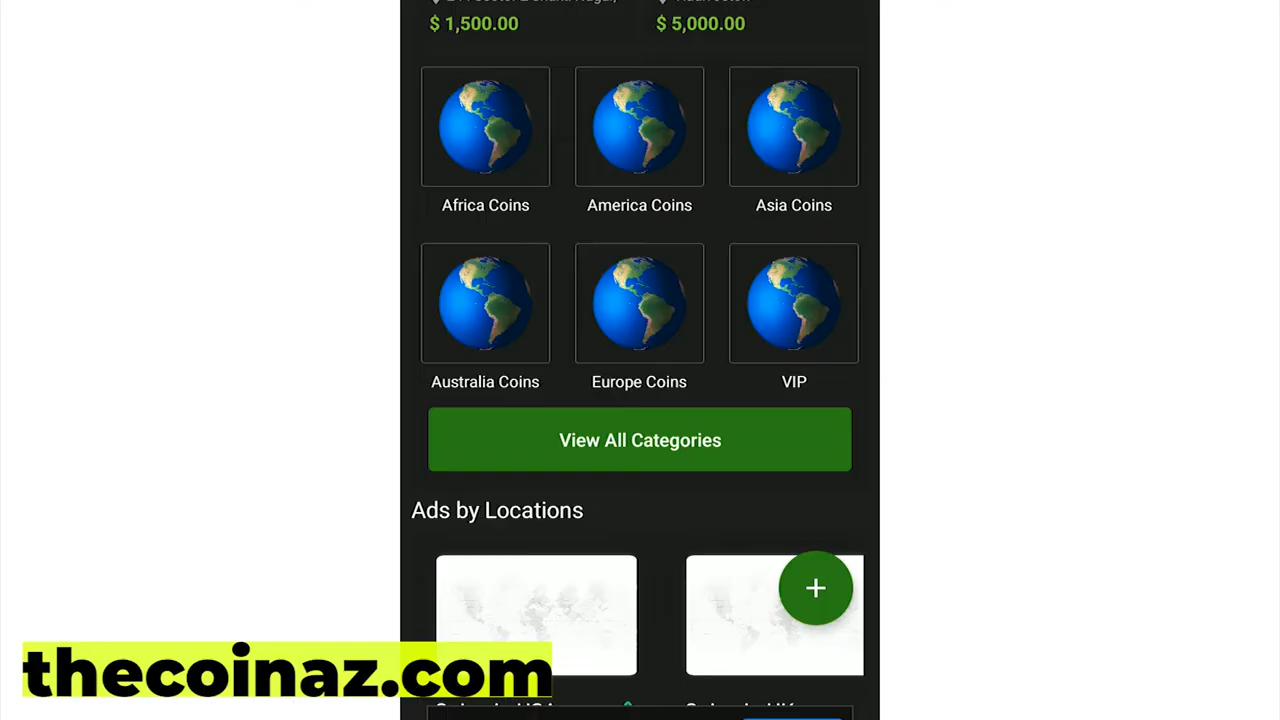 $ 1,500.00
$ 5,000.00
Africa Coins
America Coins
Asia Coins
Australia Coins
Europe Coins
VIP
View All Categories
Ads by Locations
+
thecoinaz.com